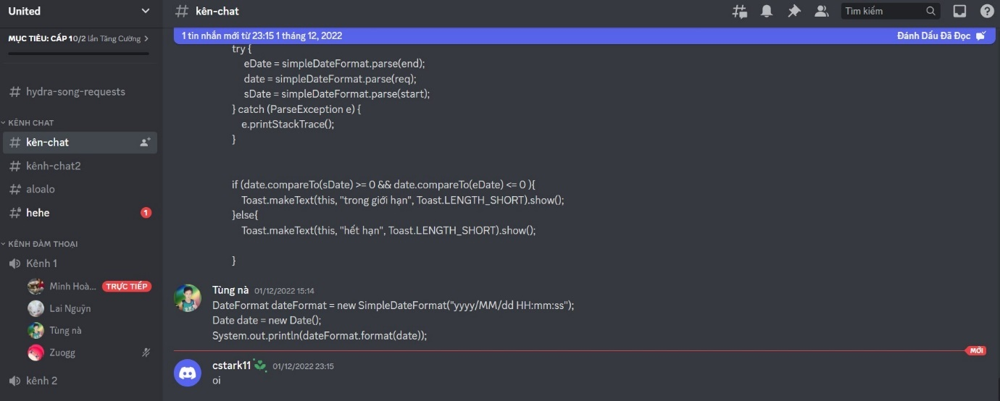 United
kên-chat
Tìm kiếm
MỤC TIÊU: CẤP 1 0/2 lần Tăng Cường
1 tin nhắn mới từ 23:15 1 tháng 12, 2022
Đánh Dấu Đã Đọc
hydra-song-requests
KÊNH CHAT
kên-chat
kênh-chat2
aloalo
hehe
1
KÊNH ĐÀM THOẠI
Kênh 1
Minh Hoà... TRỰC TIẾP
Lai Nguỹn
Tùng nà
Zuogg
kênh 2
try {
eDate = simpleDateFormat.parse(end);
date = simpleDateFormat.parse(req);
sDate = simpleDateFormat.parse(start);
} catch (ParseException e) {
e.printStackTrace();
}
if (date.compareTo(sDate) >= 0 && date.compareTo(eDate) <= 0 ){
Toast.makeText(this, "trong giới hạn", Toast.LENGTH_SHORT).show();
}else{
Toast.makeText(this, "hết hạn", Toast.LENGTH_SHORT).show();
}
Tùng nà 01/12/2022 15:14
DateFormat dateFormat = new SimpleDateFormat("yyyy/MM/dd HH:mm:ss");
Date date = new Date();
System.out.println(dateFormat.format(date));
MỚI
cstark11 01/12/2022 23:15
oi